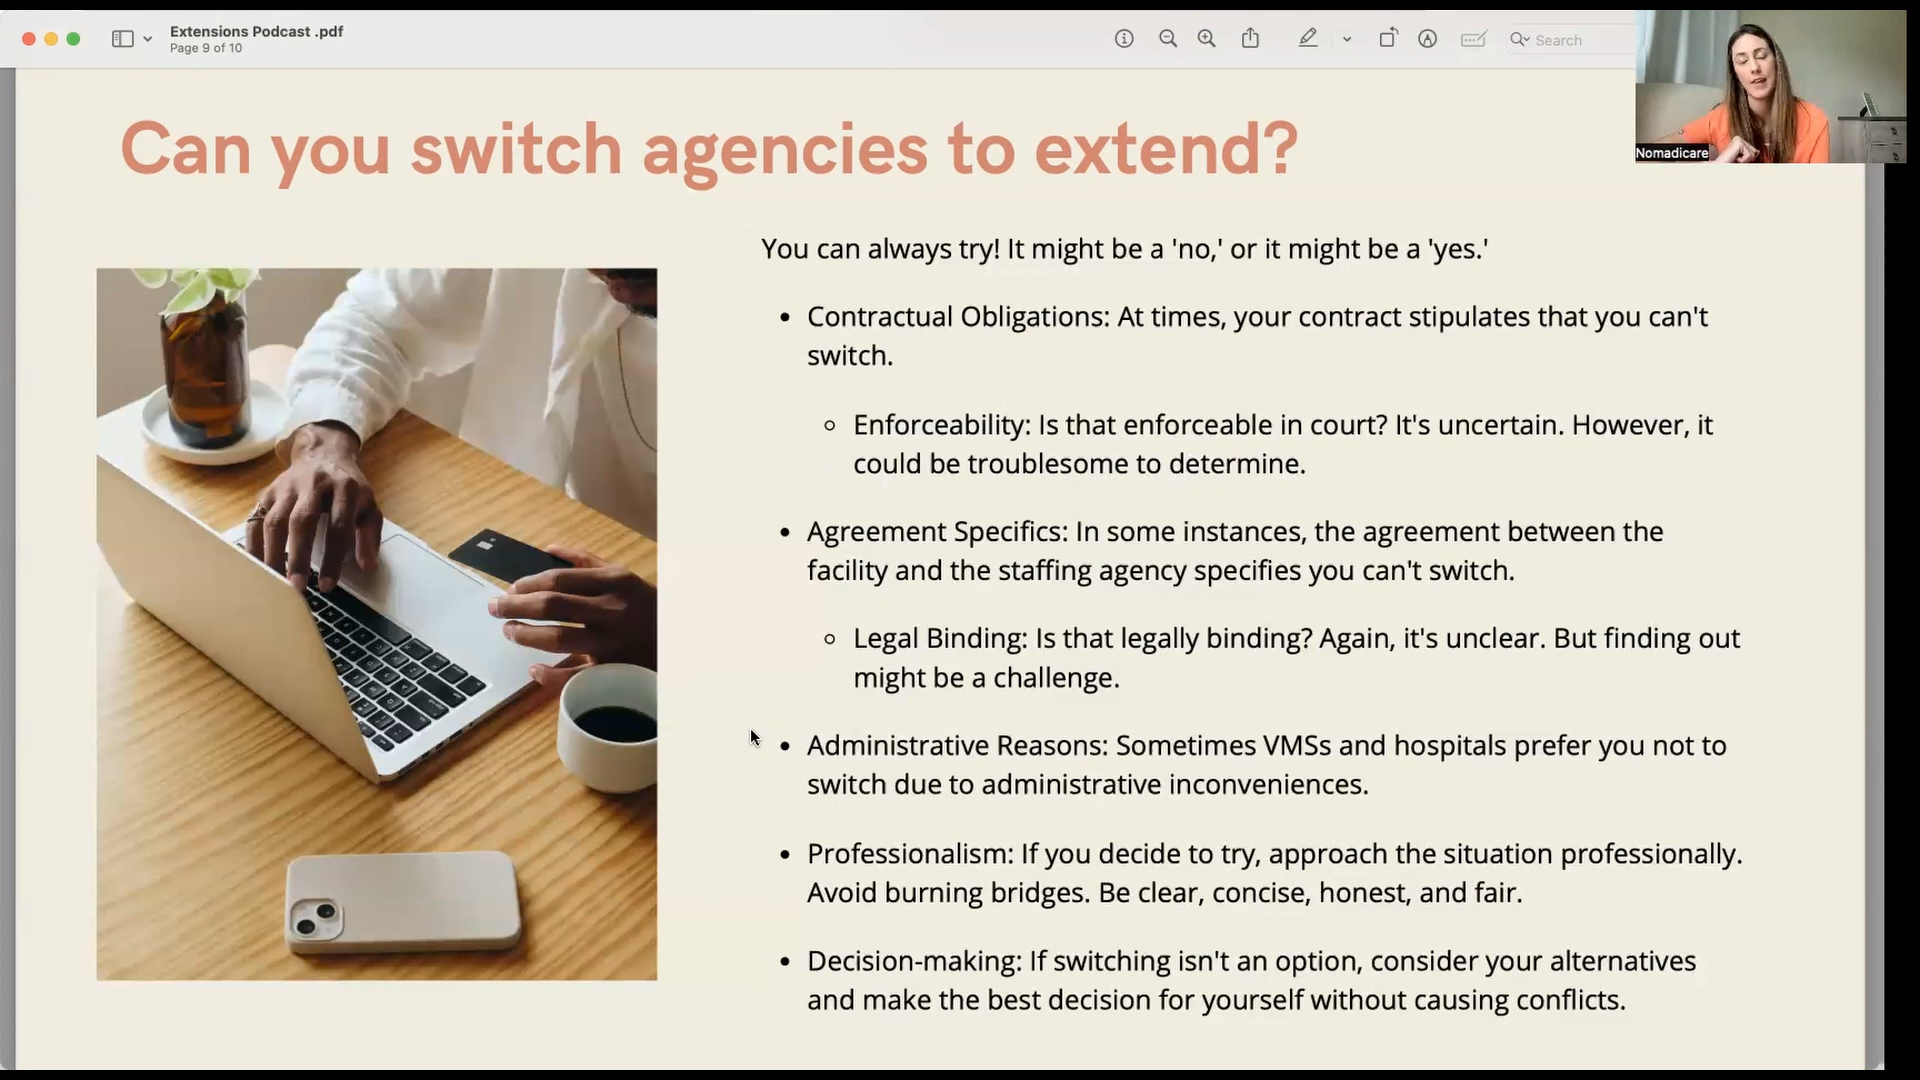 Extensions Podcast .pdf
Page 9 of 10
Search
Nomadicare
Can you switch agencies to extend?
You can always try! It might be a 'no,' or it might be a 'yes.'
• Contractual Obligations: At times, your contract stipulates that you can't
switch.
◦ Enforceability: Is that enforceable in court? It's uncertain. However, it
could be troublesome to determine.
• Agreement Specifics: In some instances, the agreement between the
facility and the staffing agency specifies you can't switch.
◦ Legal Binding: Is that legally binding? Again, it's unclear. But finding out
might be a challenge.
• Administrative Reasons: Sometimes VMSs and hospitals prefer you not to
switch due to administrative inconveniences.
• Professionalism: If you decide to try, approach the situation professionally.
Avoid burning bridges. Be clear, concise, honest, and fair.
• Decision-making: If switching isn't an option, consider your alternatives
and make the best decision for yourself without causing conflicts.